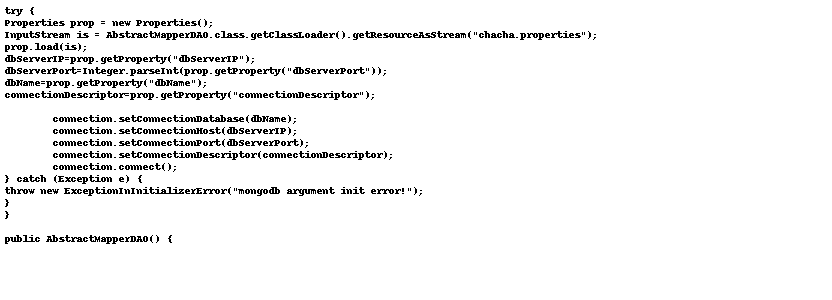 try {
Properties prop = new Properties();
InputStream is = AbstractMapperDAO.class.getClassLoader().getResourceAsStream("chacha.properties");
prop.load(is);
dbServerIP=prop.getProperty("dbServerIP");
dbServerPort=Integer.parseInt(prop.getProperty("dbServerPort"));
dbName=prop.getProperty("dbName");
connectionDescriptor=prop.getProperty("connectionDescriptor");
connection.setConnectionDatabase(dbName);
connection.setConnectionHost(dbServerIP);
connection.setConnectionPort(dbServerPort);
connection.setConnectionDescriptor(connectionDescriptor);
connection.connect();
} catch (Exception e) {
throw new ExceptionInInitializerError("mongodb argument init error!");
}
}
public AbstractMapperDAO() {